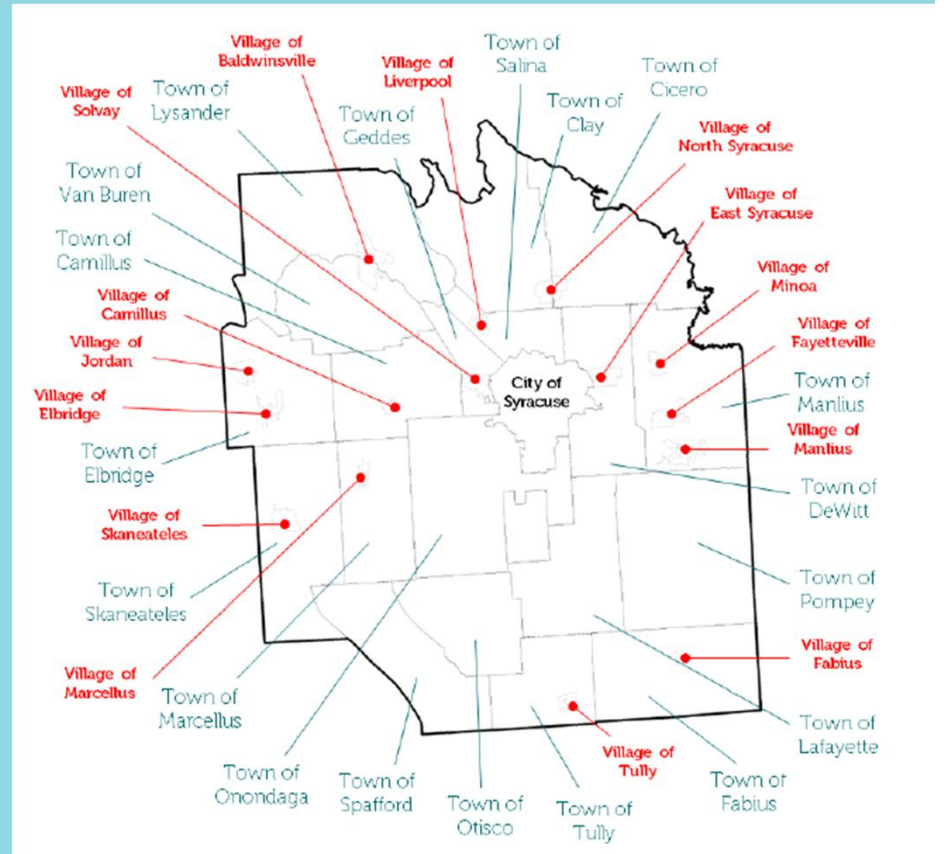 Village of
Baldwinsville
Village of
Liverpool
Town of
Salina
Town of
Cicero
Village of
Solvay
Town of
Lysander
Town of
Geddes
Town of
Clay
Village of
North Syracuse
Town of
Van Buren
Village of
East Syracuse
Town of
Camillus
Village of
Minoa
Village of
Camillus
Village of
Fayetteville
Village of
Jordan
City of
Syracuse
Town of
Manlius
Village of
Elbridge
Village of
Manlius
Town of
Elbridge
Town of
DeWitt
Village of
Skaneateles
Town of
Skaneateles
Town of
Pompey
Village of
Fabius
Village of
Marcellus
Town of
Marcellus
Town of
Lafayette
Village of
Tully
Town of
Onondaga
Town of
Spafford
Town of
Otisco
Town of
Tully
Town of
Fabius